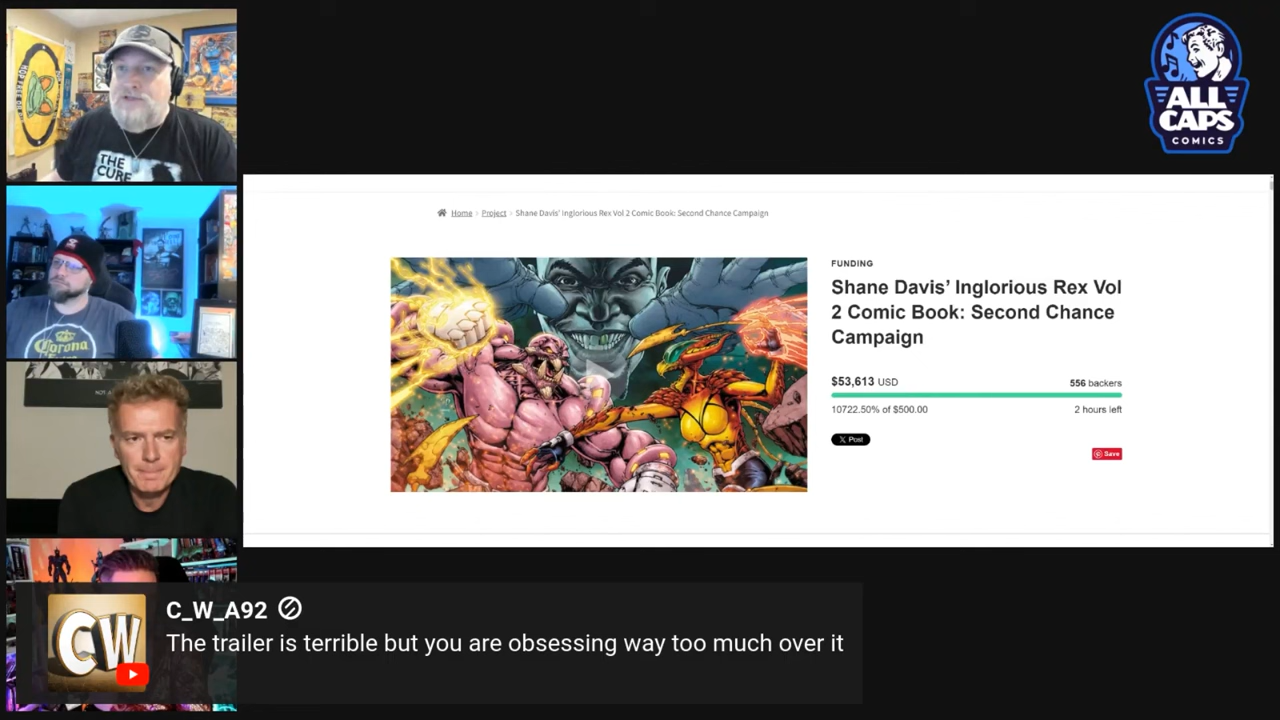 ALL
CAPS
COMICS
THE
CURE
Corona
NOT A
Home › Project › Shane Davis' Inglorious Rex Vol 2 Comic Book: Second Chance Campaign
FUNDING
Shane Davis' Inglorious Rex Vol
2 Comic Book: Second Chance
Campaign
$53,613 USD 556 backers
10722.50% of $500.00 2 hours left
X Post
Save
CW
C_W_A92
The trailer is terrible but you are obsessing way too much over it